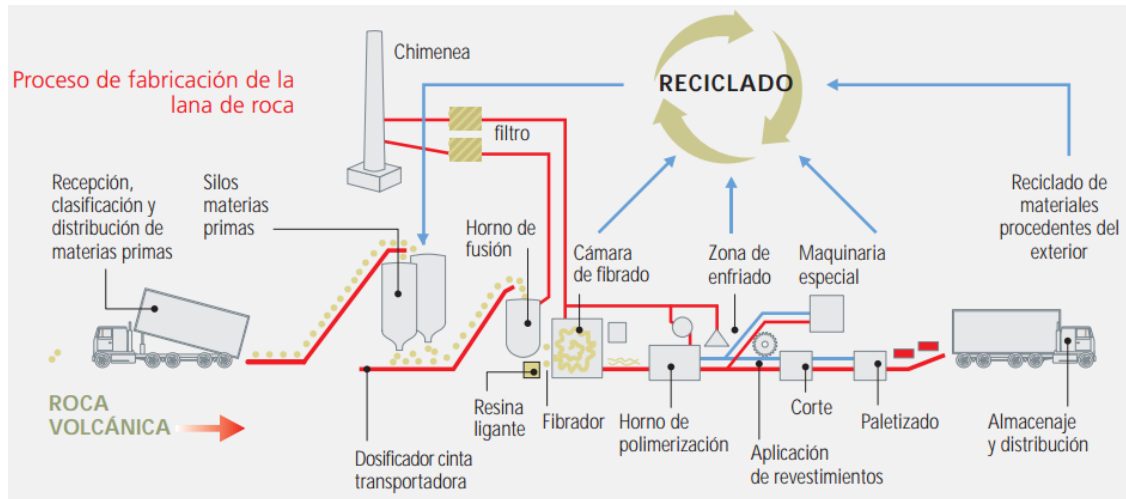 Proceso de fabricación de la
lana de roca
Chimenea
filtro
RECICLADO
Recepción,
clasificación y
distribución de
materias primas
Silos
materias
primas
Horno de
fusión
Cámara
de fibrado
Zona de
enfriado
Maquinaria
especial
Reciclado de
materiales
procedentes del
exterior
ROCA
VOLCÁNICA
Dosificador cinta
transportadora
Resina
ligante
Fibrador
Horno de
polimerización
Aplicación
de revestimientos
Corte
Paletizado
Almacenaje
y distribución